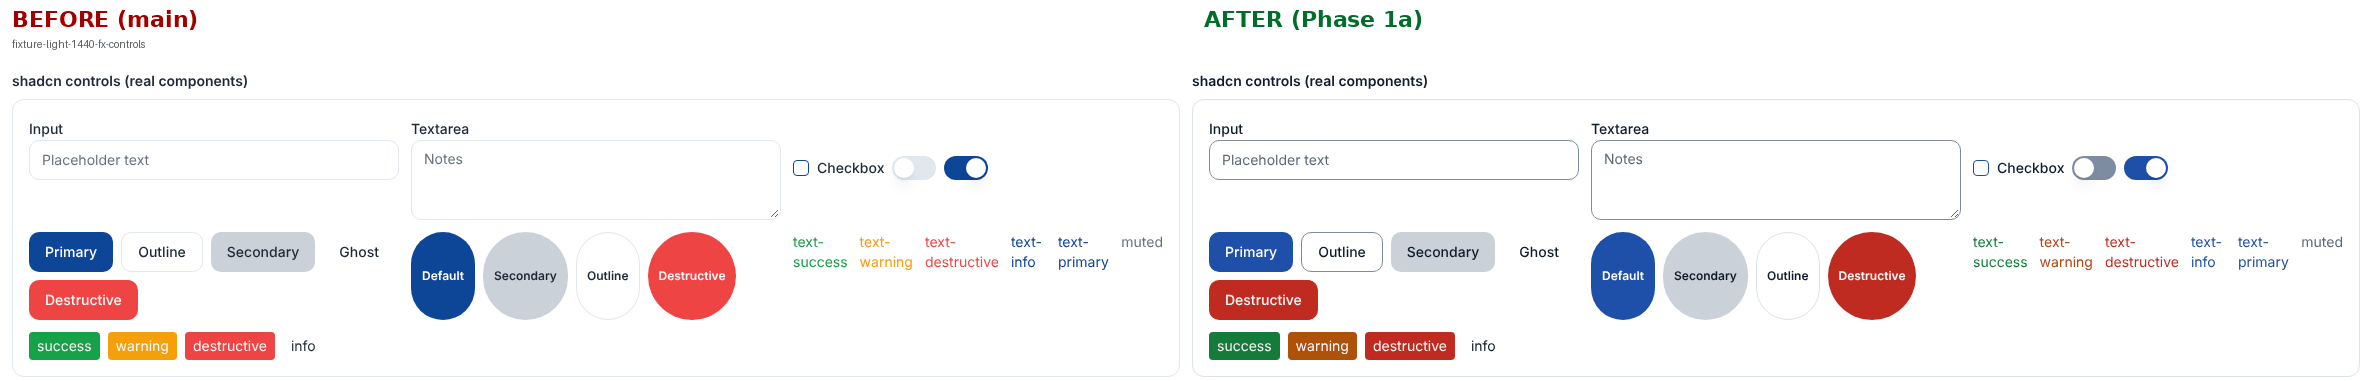 BEFORE (main)
fixture-light-1440-fx-controls
shadcn controls (real components)
Input
Placeholder text
Textarea
Notes
Checkbox
Primary
Outline
Secondary
Ghost
Destructive
Default
Secondary
Outline
Destructive
text-
success
text-
warning
text-
destructive
text-
info
text-
primary
muted
success
warning
destructive
info
AFTER (Phase 1a)
shadcn controls (real components)
Input
Placeholder text
Textarea
Notes
Checkbox
Primary
Outline
Secondary
Ghost
Destructive
Default
Secondary
Outline
Destructive
text-
success
text-
warning
text-
destructive
text-
info
text-
primary
muted
success
warning
destructive
info